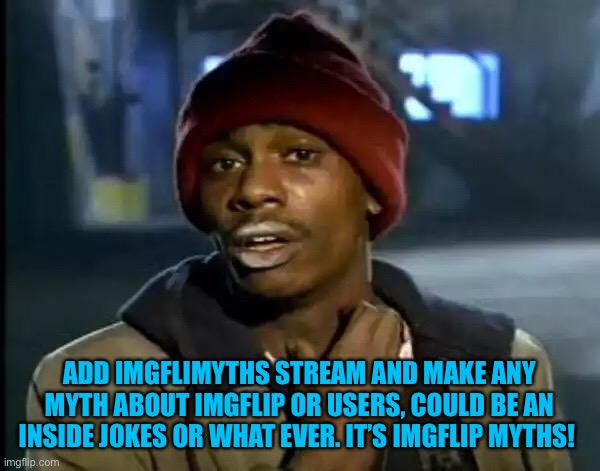 ADD IMGFLIMYTHS STREAM AND MAKE ANY
MYTH ABOUT IMGFLIP OR USERS, COULD BE AN
INSIDE JOKES OR WHAT EVER. IT'S IMGFLIP MYTHS!
imgflip.com